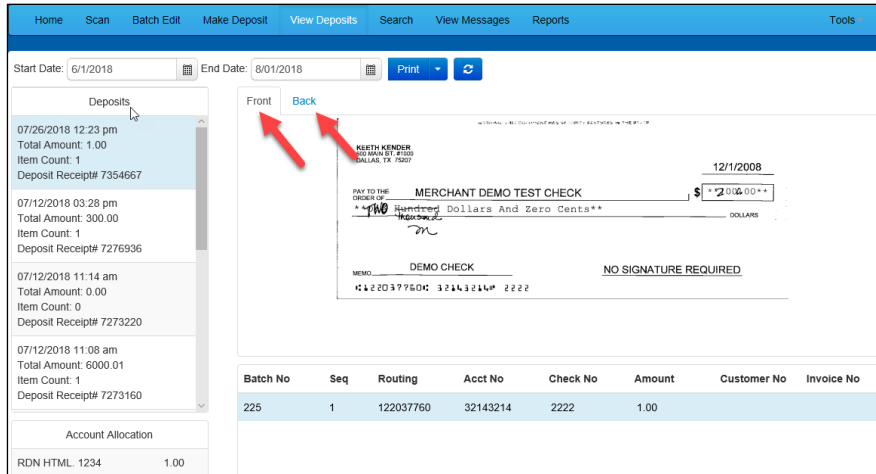 Home Scan Batch Edit Make Deposit View Deposits Search View Messages Reports Tools
Start Date: 6/1/2018 End Date: 8/01/2018 Print
Deposits
07/26/2018 12:23 pm
Total Amount: 1.00
Item Count: 1
Deposit Receipt# 7354667
07/12/2018 03:28 pm
Total Amount: 300.00
Item Count: 1
Deposit Receipt# 7276936
07/12/2018 11:14 am
Total Amount: 0.00
Item Count: 0
Deposit Receipt# 7273220
07/12/2018 11:08 am
Total Amount: 6000.01
Item Count: 1
Deposit Receipt# 7273160
Account Allocation
RDN HTML. 1234 1.00
Front Back
KEETH KENDER
500 MAIN ST, #1000
DALLAS, TX 75207
12/1/2008
PAY TO THE
ORDER OF MERCHANT DEMO TEST CHECK $
Two Hundred Dollars And Zero Cents** DOLLARS
thousand
MEMO DEMO CHECK NO SIGNATURE REQUIRED
⑆122037760⑆ 32143214⑈ 2222
Batch No Seq Routing Acct No Check No Amount Customer No Invoice No
225 1 122037760 32143214 2222 1.00